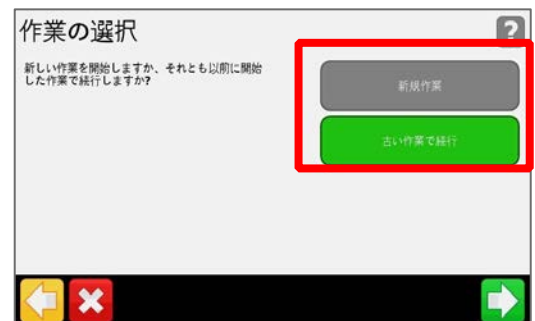 作業の選択
?
新しい作業を開始しますか、それとも以前に開始
した作業で続行しますか?
新規作業
古い作業で続行